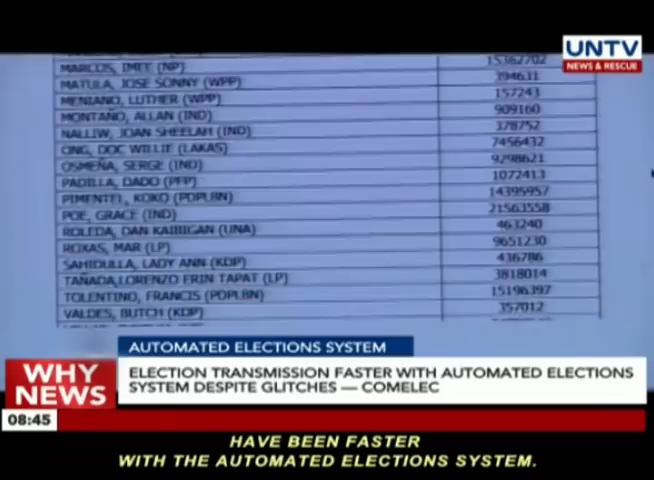 UNTV
NEWS & RESCUE
MARCOS, IMEE (NP) 15362702
MATULA, JOSE SONNY (WPP) 394631
MENIANO, LUTHER (WPP) 157243
MONTAÑO, ALLAN (IND) 909160
NALLIW, JOAN SHEELAH (IND) 378752
ONG, DOC WILLIE (LAKAS) 7456432
OSMEÑA, SERGE (IND) 9298621
PADILLA, DADO (PFP) 1072413
PIMENTEL, KOKO (PDPLBN) 14395957
POE, GRACE (IND) 21563558
ROLEDA, DAN KAIBIGAN (UNA) 463240
ROXAS, MAR (LP) 9651230
SAHIDULLA, LADY ANN (KDP) 436786
TAÑADA,LORENZO ERIN TAPAT (LP) 3818014
TOLENTINO, FRANCIS (PDPLBN) 15196397
VALDES, BUTCH (KDP) 357012
AUTOMATED ELECTIONS SYSTEM
WHY
NEWS
ELECTION TRANSMISSION FASTER WITH AUTOMATED ELECTIONS
SYSTEM DESPITE GLITCHES — COMELEC
08:45
HAVE BEEN FASTER
WITH THE AUTOMATED ELECTIONS SYSTEM.